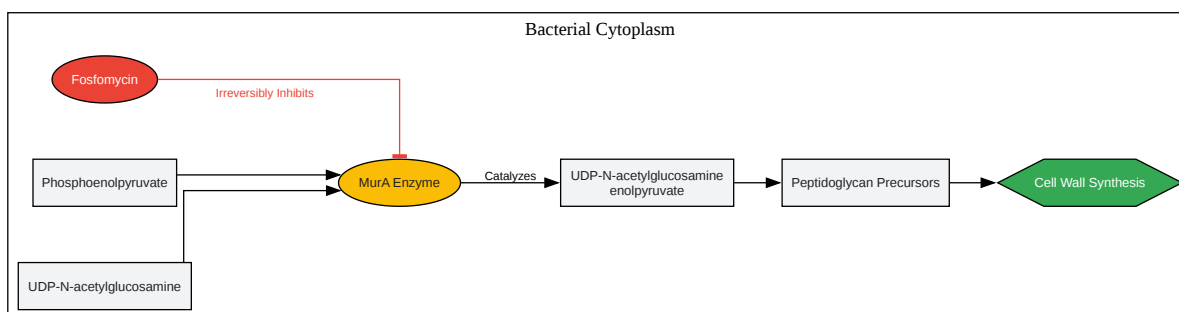 Bacterial Cytoplasm
Fosfomycin
Irreversibly Inhibits
Phosphoenolpyruvate
MurA Enzyme
Catalyzes
UDP-N-acetylglucosamine
enolpyruvate
Peptidoglycan Precursors
Cell Wall Synthesis
UDP-N-acetylglucosamine